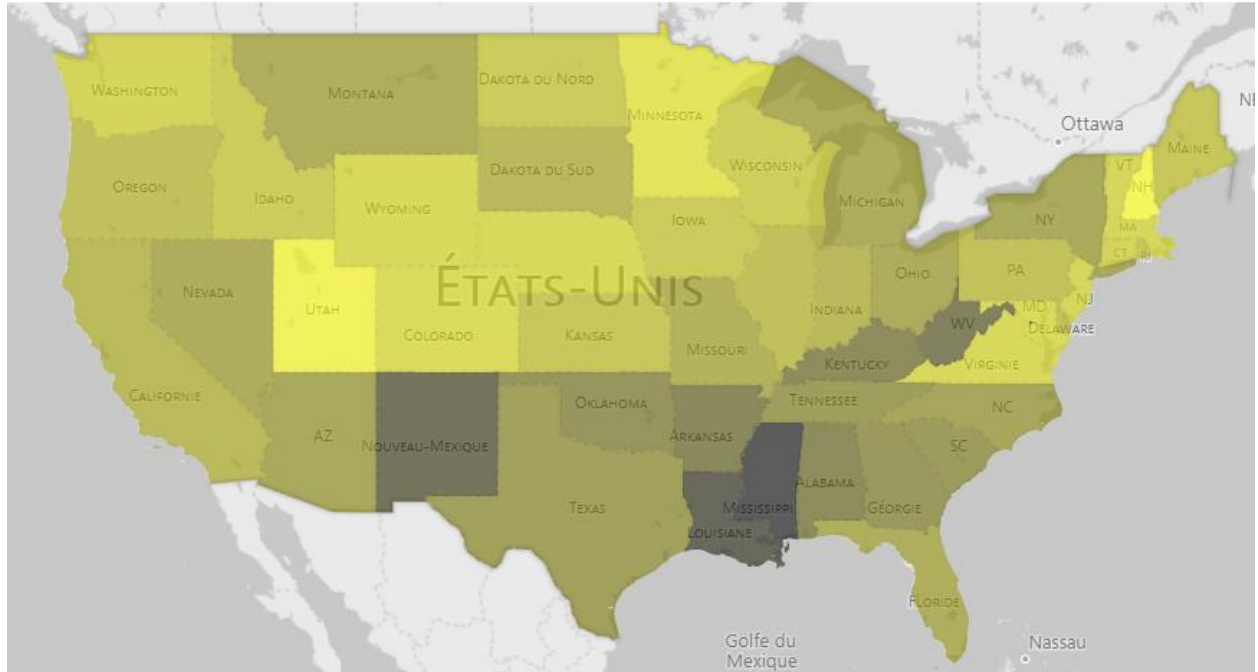 Ottawa
NE
WASHINGTON
MONTANA
DAKOTA DU NORD
MINNESOTA
MAINE
VT
NH
OREGON
IDAHO
WYOMING
DAKOTA DU SUD
WISCONSIN
MICHIGAN
NY
MA
CT
RI
IOWA
ÉTATS-UNIS
NEVADA
UTAH
COLORADO
KANSAS
MISSOURI
INDIANA
OHIO
PA
NJ
MD
DELAWARE
WV
VIRGINIE
KENTUCKY
CALIFORNIE
AZ
NOUVEAU-MEXIQUE
OKLAHOMA
ARKANSAS
TENNESSEE
NC
SC
TEXAS
LOUISIANE
MISSISSIPPI
ALABAMA
GÉORGIE
FLORIDE
Golfe du
Mexique
Nassau